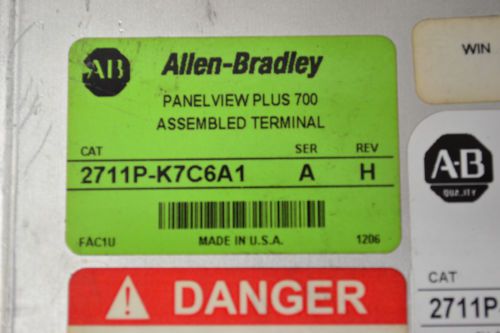 AB Allen-Bradley
PANELVIEW PLUS 700
ASSEMBLED TERMINAL
CAT SER REV
2711P-K7C6A1 A H
FAC1U MADE IN U.S.A. 1206
DANGER
WIN
A-B
QUALITY
CAT
2711P